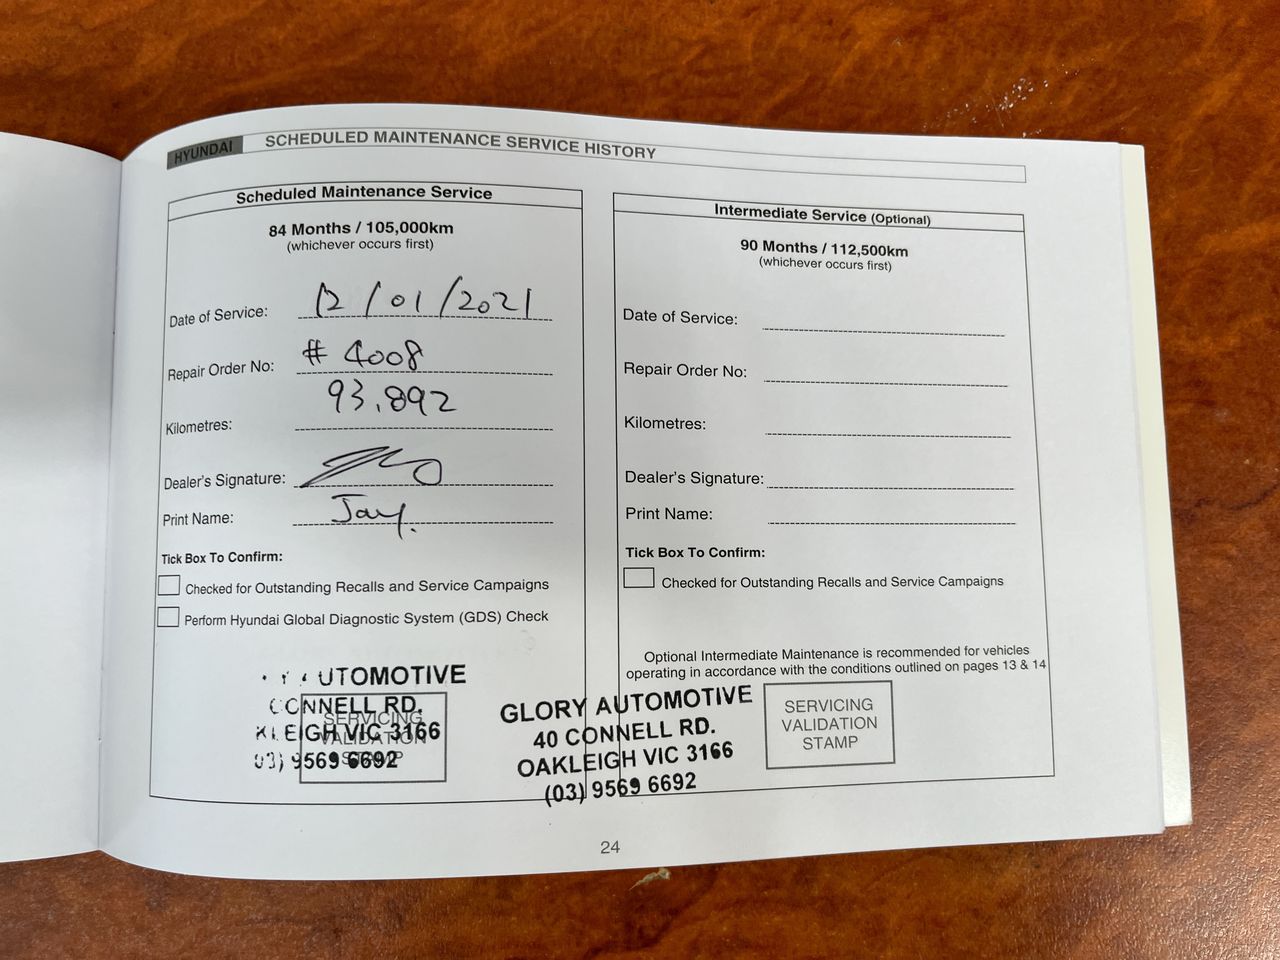 HYUNDAI SCHEDULED MAINTENANCE SERVICE HISTORY
Scheduled Maintenance Service
84 Months / 105,000km
(whichever occurs first)
Date of Service: 12/01/2021
Repair Order No: # 4008
Kilometres: 93.892
Dealer's Signature:
Print Name: Jay.
Tick Box To Confirm:
Checked for Outstanding Recalls and Service Campaigns
Perform Hyundai Global Diagnostic System (GDS) Check
UTOMOTIVE
CONNELL RD.
KLEIGH VIC 3166
03) 9569 6692
SERVICING
VALIDATION
STAMP
GLORY AUTOMOTIVE
40 CONNELL RD.
OAKLEIGH VIC 3166
(03) 9569 6692
Intermediate Service (Optional)
90 Months / 112,500km
(whichever occurs first)
Date of Service:
Repair Order No:
Kilometres:
Dealer's Signature:
Print Name:
Tick Box To Confirm:
Checked for Outstanding Recalls and Service Campaigns
Optional Intermediate Maintenance is recommended for vehicles
operating in accordance with the conditions outlined on pages 13 & 14
SERVICING
VALIDATION
STAMP
24